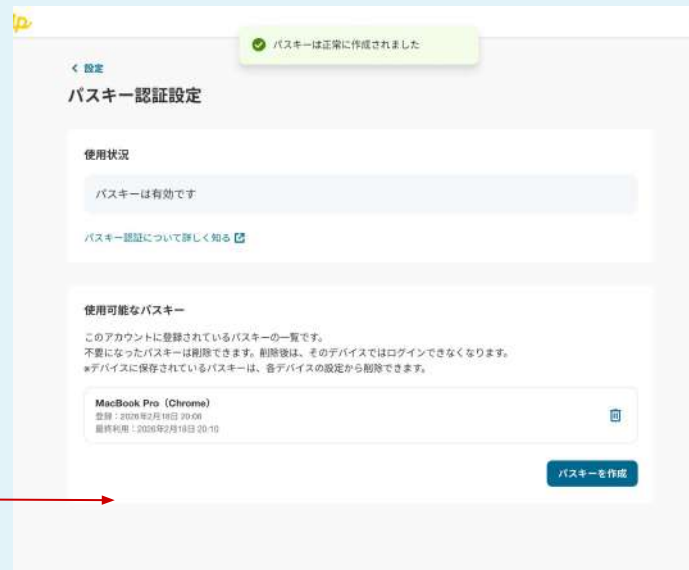 パスキーは正常に作成されました
< 設定
パスキー認証設定
使用状況
パスキーは有効です
パスキー認証について詳しく知る
使用可能なパスキー
このアカウントに登録されているパスキーの一覧です。
不要になったパスキーは削除できます。削除後は、そのデバイスではログインできなくなります。
※デバイスに保存されているパスキーは、各デバイスの設定から削除できます。
MacBook Pro（Chrome）
登録：2026年2月18日 20:06
最終利用：2026年2月18日 20:10
パスキーを作成